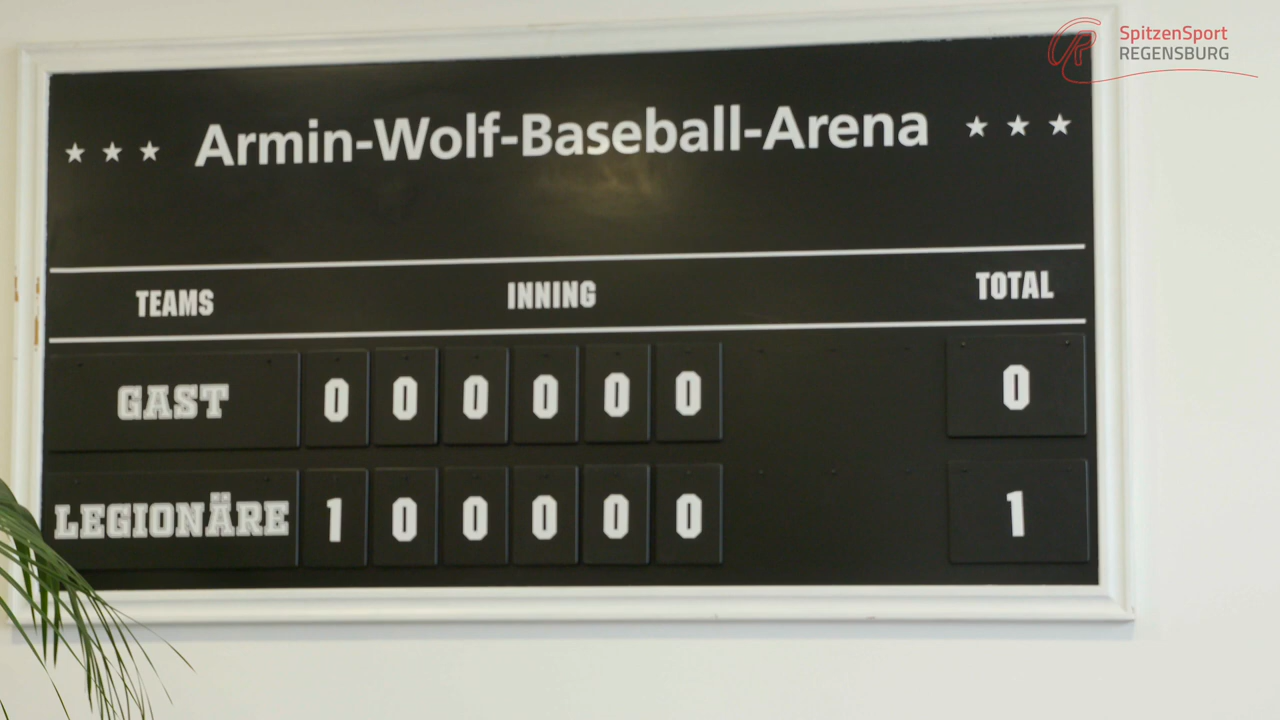 SpitzenSport
REGENSBURG
★ ★ ★ Armin-Wolf-Baseball-Arena ★ ★ ★
TEAMS INNING TOTAL
GAST 0 0 0 0 0 0 0
LEGIONÄRE 1 0 0 0 0 0 1